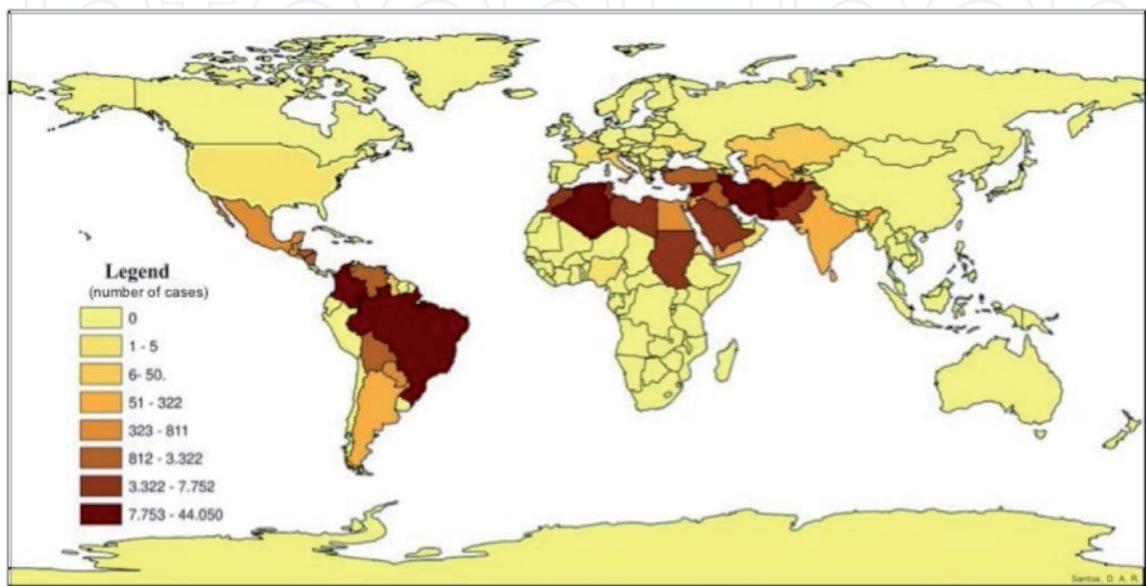 Legend
(number of cases)
0
1 - 5
6- 50.
51 - 322
323 - 811
812 - 3.322
3.322 - 7.752
7.753 - 44.050
Santos, D. A. R.